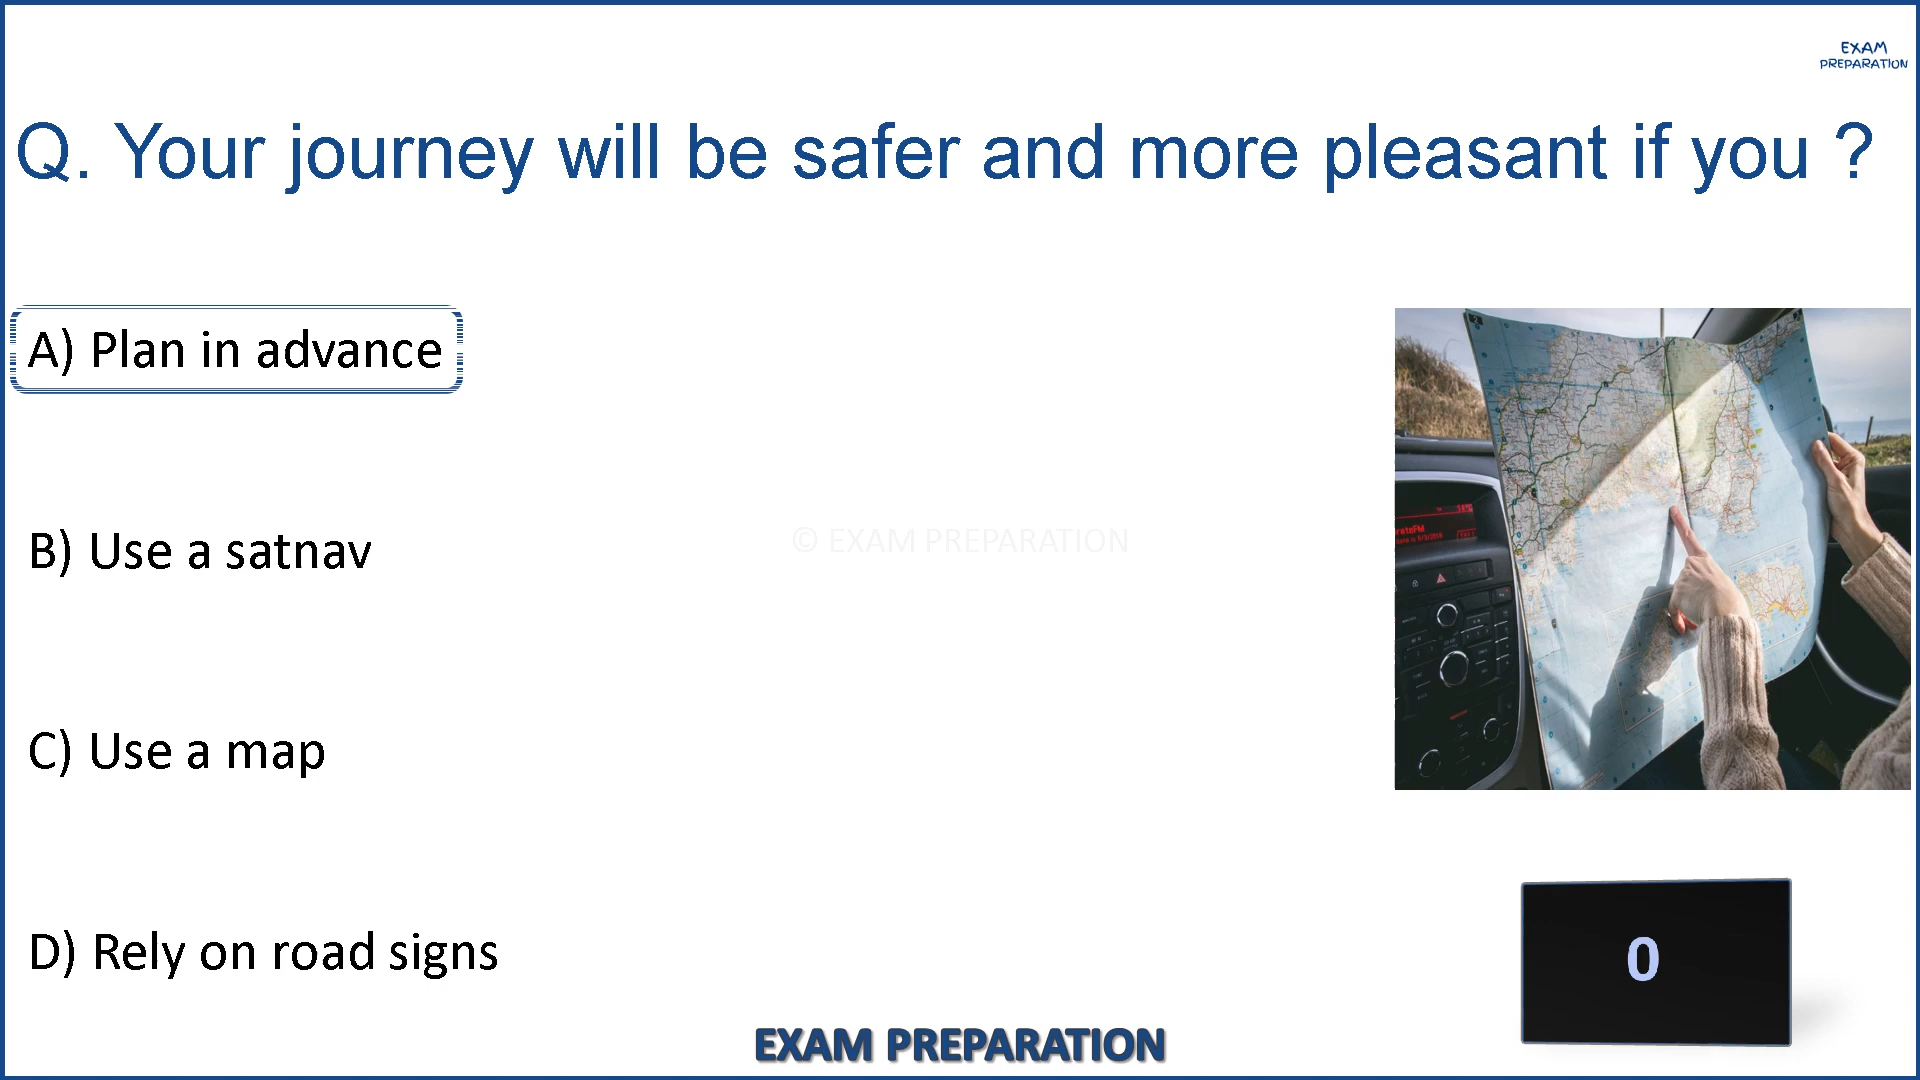 EXAM
PREPARATION
Q. Your journey will be safer and more pleasant if you ?
A) Plan in advance
B) Use a satnav
© EXAM PREPARATION
C) Use a map
D) Rely on road signs
0
EXAM PREPARATION